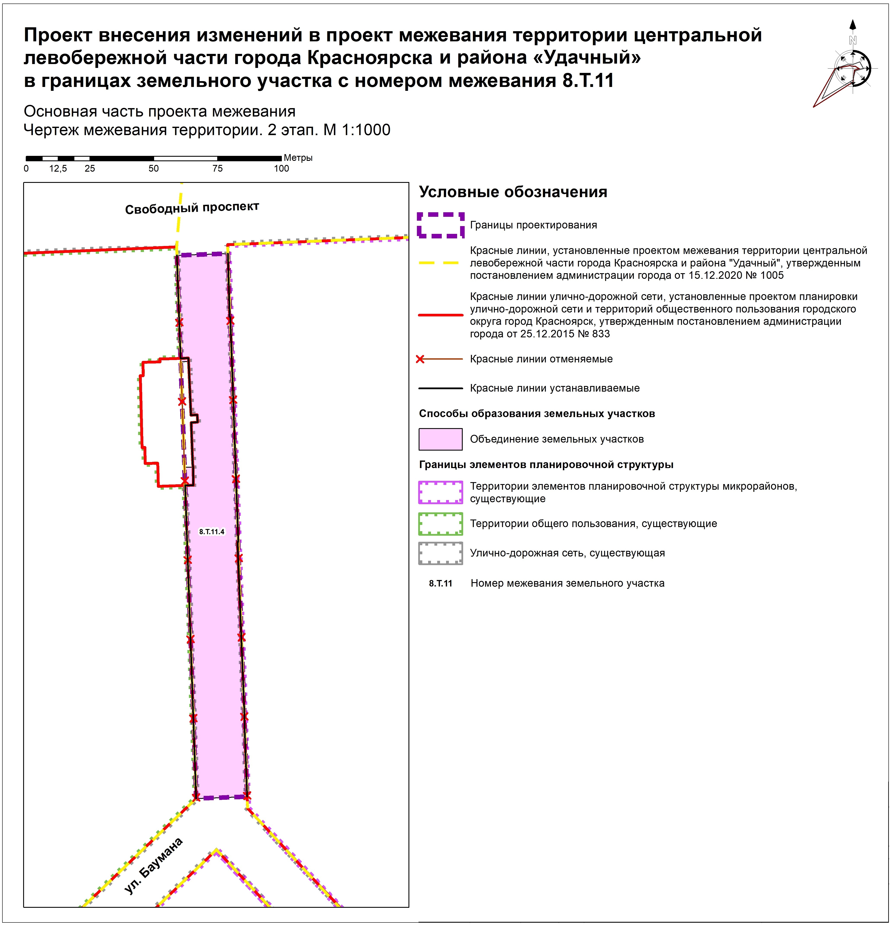 Проект внесения изменений в проект межевания территории центральной
левобережной части города Красноярска и района «Удачный»
в границах земельного участка с номером межевания 8.Т.11
Основная часть проекта межевания
Чертеж межевания территории. 2 этап. М 1:1000
Метры
0 12,5 25 50 75 100
N
Свободный проспект
8.Т.11.4
ул. Баумана
Условные обозначения
Границы проектирования
Красные линии, установленные проектом межевания территории центральной
левобережной части города Красноярска и района "Удачный", утвержденным
постановлением администрации города от 15.12.2020 № 1005
Красные линии улично-дорожной сети, установленные проектом планировки
улично-дорожной сети и территорий общественного пользования городского
округа город Красноярск, утвержденным постановлением администрации
города от 25.12.2015 № 833
Красные линии отменяемые
Красные линии устанавливаемые
Способы образования земельных участков
Объединение земельных участков
Границы элементов планировочной структуры
Территории элементов планировочной структуры микрорайонов,
существующие
Территории общего пользования, существующие
Улично-дорожная сеть, существующая
8.Т.11 Номер межевания земельного участка